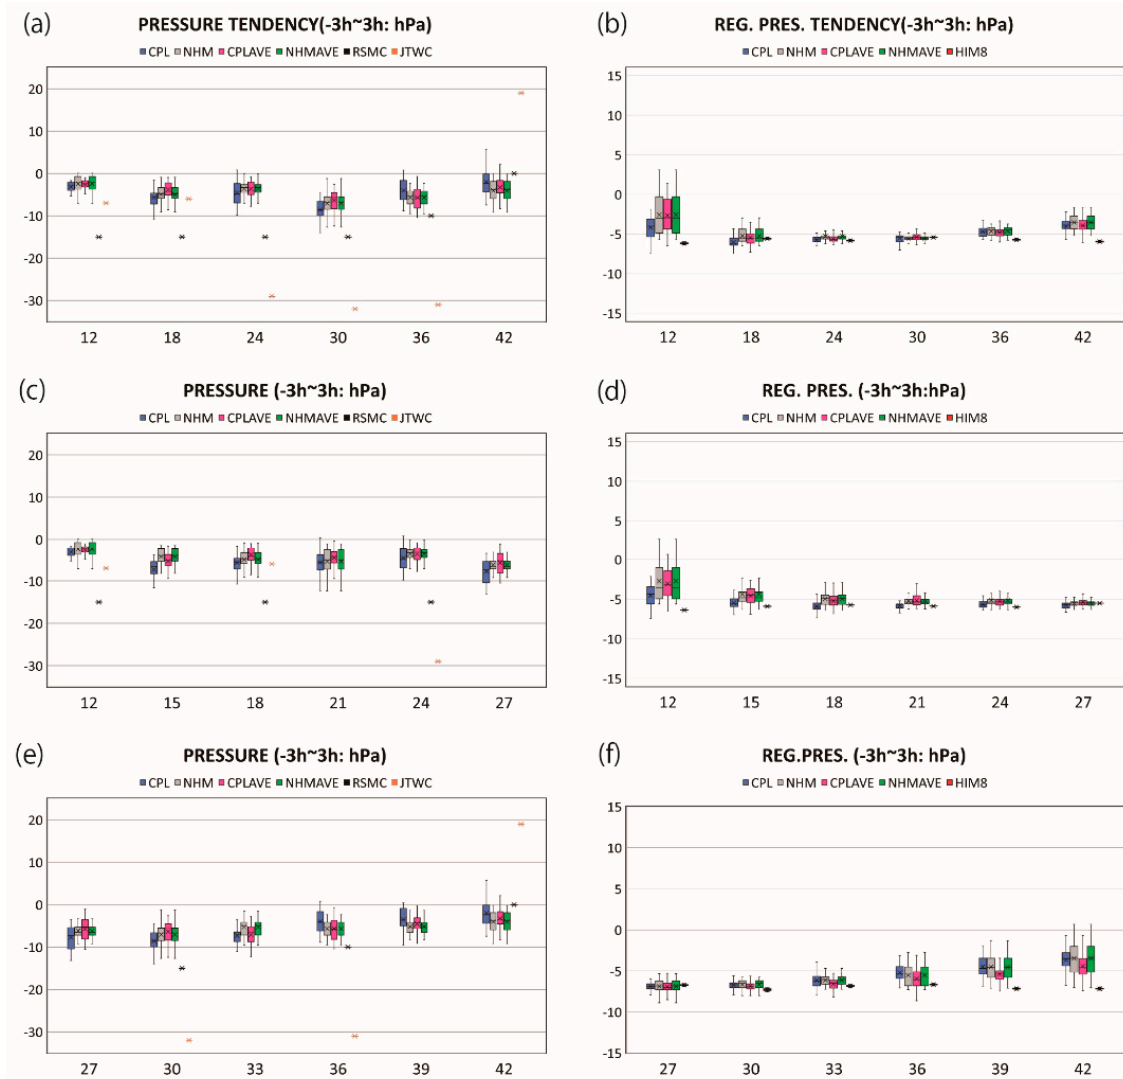 (a) PRESSURE TENDENCY(-3h~3h: hPa)
CPL NHM CPLAVE NHMAVE RSMC JTWC
20
10
0
-10
-20
-30
12 18 24 30 36 42
(b) REG. PRES. TENDENCY(-3h~3h: hPa)
CPL NHM CPLAVE NHMAVE HIM8
15
10
5
0
-5
-10
-15
12 18 24 30 36 42
(c) PRESSURE (-3h~3h: hPa)
CPL NHM CPLAVE NHMAVE RSMC JTWC
20
10
0
-10
-20
-30
12 15 18 21 24 27
(d) REG. PRES. (-3h~3h:hPa)
CPL NHM CPLAVE NHMAVE HIM8
15
10
5
0
-5
-10
-15
12 15 18 21 24 27
(e) PRESSURE (-3h~3h: hPa)
CPL NHM CPLAVE NHMAVE RSMC JTWC
20
10
0
-10
-20
-30
27 30 33 36 39 42
(f) REG.PRES. (-3h~3h: hPa)
CPL NHM CPLAVE NHMAVE HIM8
15
10
5
0
-5
-10
-15
27 30 33 36 39 42